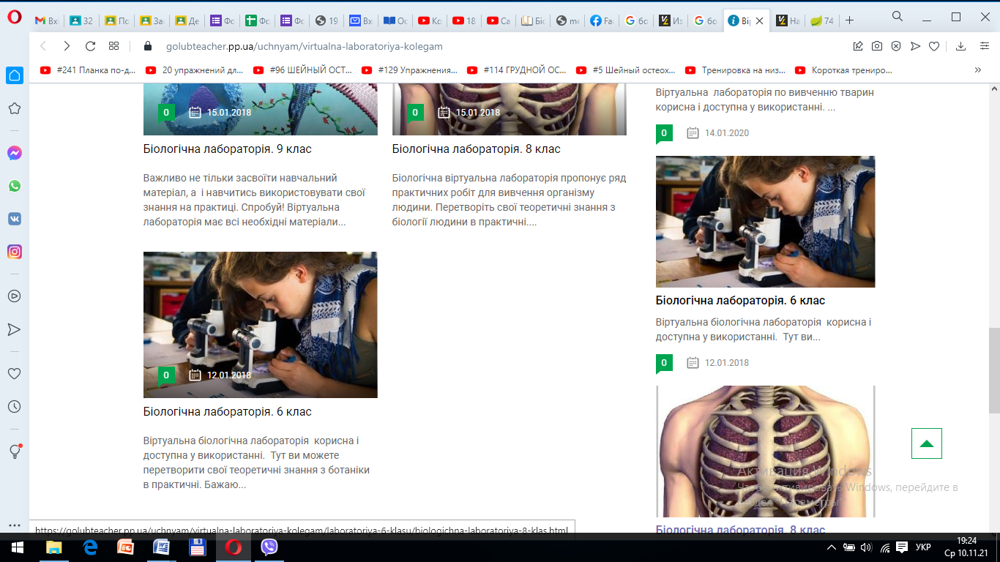 Вхі
32
По
За
Де
Фо
Фо
Фо
19
Вх
Ос
Ко
18
Са
Біо
me
Fa
бо
Из
бо
Вір
На
74
golubteacher.pp.ua/uchnyam/virtualna-laboratoriya-kolegam
#241 Планка по-д...
20 упражнений дл...
#96 ШЕЙНЫЙ ОСТ...
#129 Упражнения...
#114 ГРУДНОЙ ОС...
#5 Шейный остеох...
Тренировка на низ...
Короткая трениро...
0 15.01.2018
Біологічна лабораторія. 9 клас
Важливо не тільки засвоїти навчальний
матеріал, а і навчитись використовувати свої
знання на практиці. Спробуй! Віртуальна
лабораторія має всі необхідні матеріали...
0 15.01.2018
Біологічна лабораторія. 8 клас
Біологічна віртуальна лабораторія пропонує ряд
практичних робіт для вивчення організму
людини. Перетворіть свої теоретичні знання з
біології людини в практичні....
0 12.01.2018
Біологічна лабораторія. 6 клас
Віртуальна біологічна лабораторія корисна і
доступна у використанні. Тут ви можете
перетворити свої теоретичні знання з ботаніки
в практичні. Бажаю...
Віртуальна лабораторія по вивченню тварин
корисна і доступна у використанні. ...
0 14.01.2020
Біологічна лабораторія. 6 клас
Віртуальна біологічна лабораторія корисна і
доступна у використанні. Тут ви...
0 12.01.2018
Активация Windows
Чтобы активировать Windows, перейдите в
раздел "Параметры".
Біологічна лабораторія. 8 клас
https://golubteacher.pp.ua/uchnyam/virtualna-laboratoriya-kolegam/laboratoriya-6-klasu/biologichna-laboratoriya-8-klas.html
УКР
19:24
Ср 10.11.21